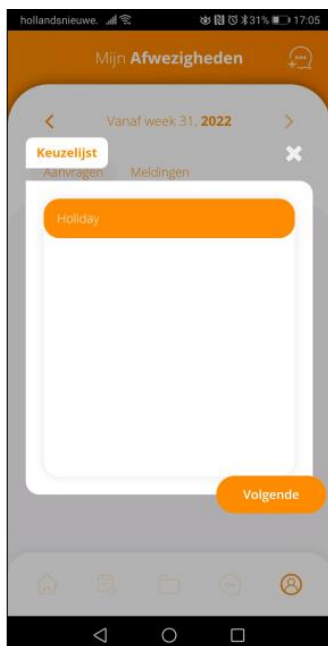 hollandsnieuwe. 31% 17:05
Mijn Afwezigheden
Vanaf week 31, 2022
Keuzelijst
Aanvragen Meldingen
Holiday
Volgende